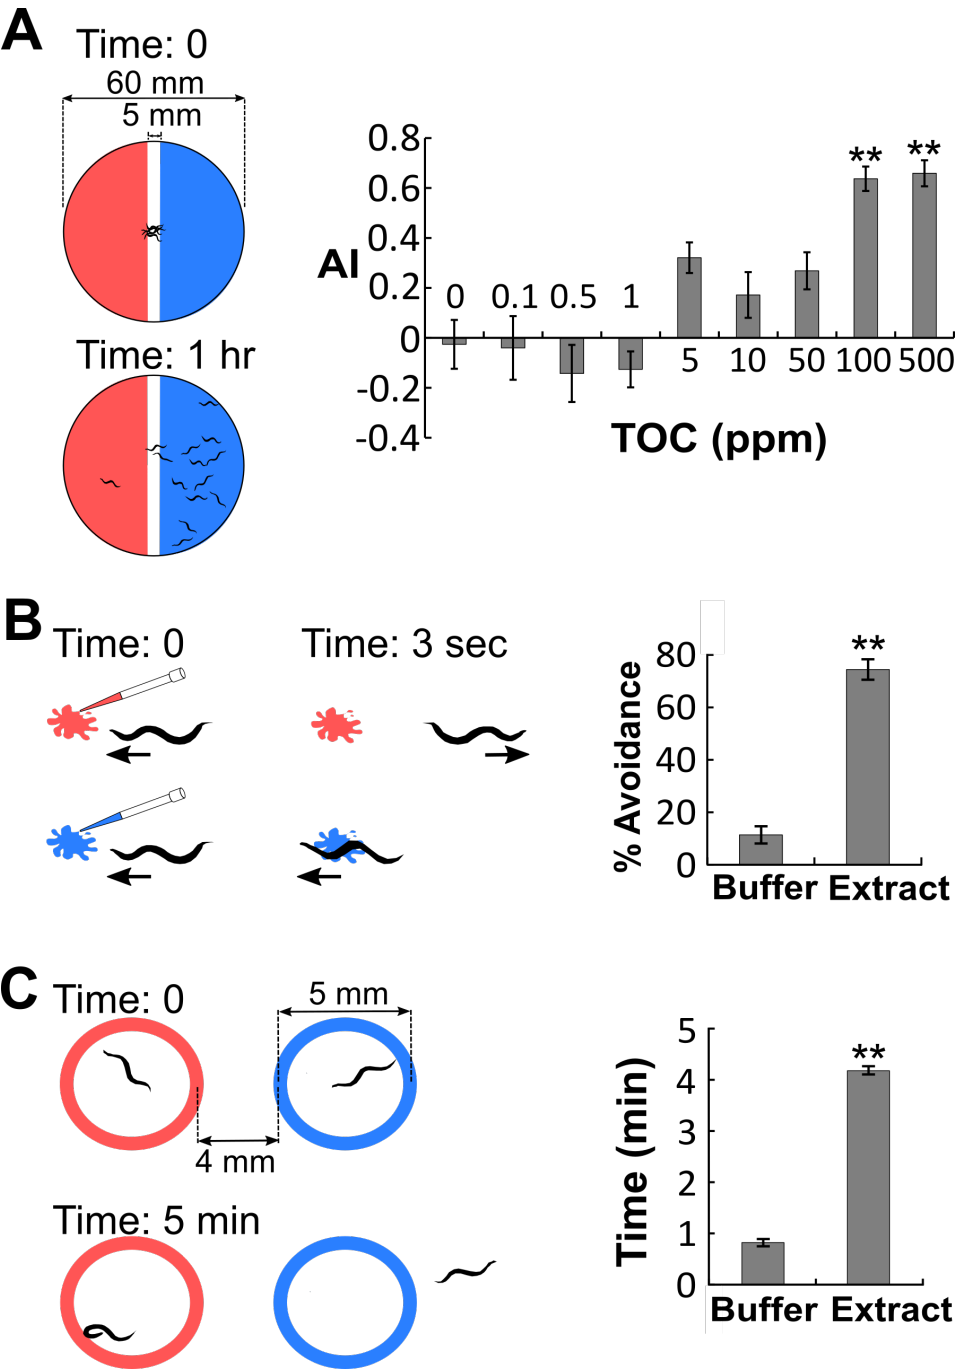 A
Time: 0
60 mm
5 mm
Time: 1 hr
AI
0.8
0.6
0.4
0.2
0
-0.2
-0.4
0 0.1 0.5 1
5 10 50 100 500
** **
TOC (ppm)
B
Time: 0 Time: 3 sec
% Avoidance
80
60
40
20
0
**
Buffer Extract
C
Time: 0
5 mm
4 mm
Time: 5 min
Time (min)
5
4
3
2
1
0
**
Buffer Extract